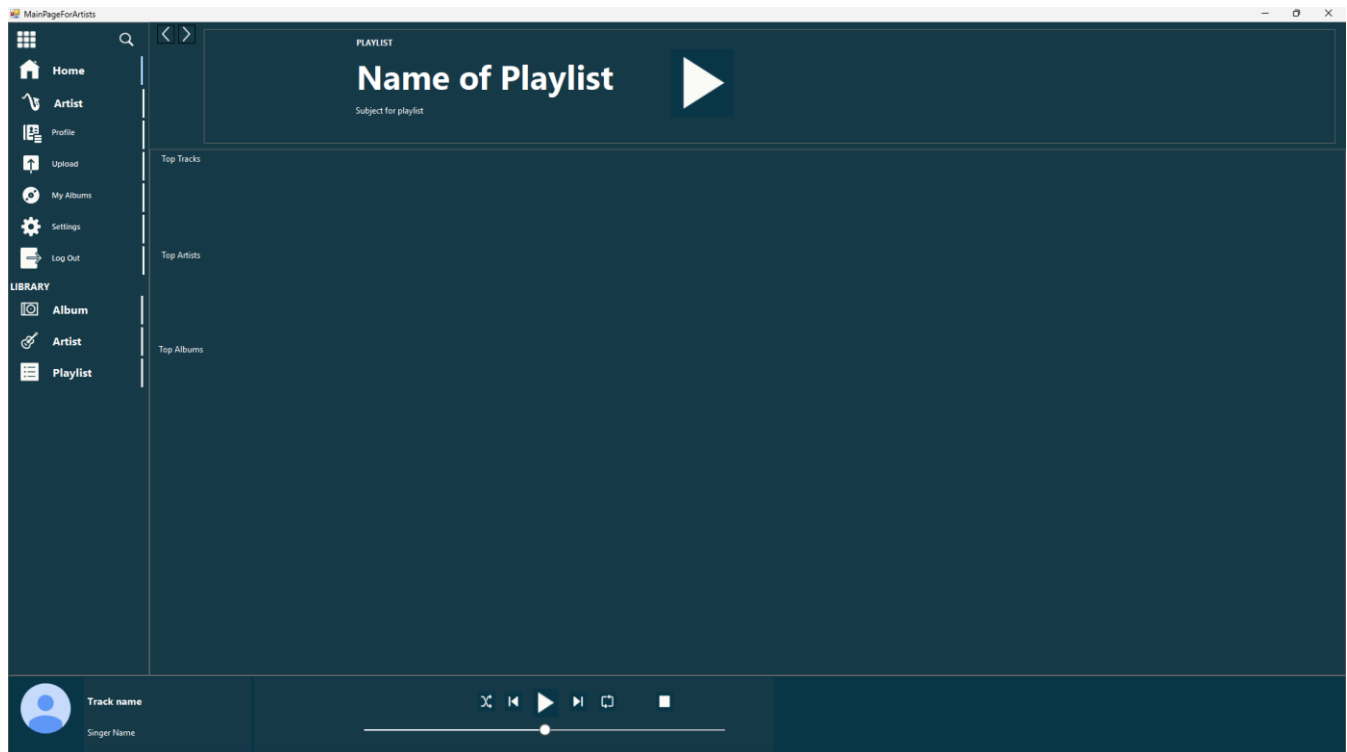 MainPageForArtists
Home
Artist
Profile
Upload
My Albums
Settings
Log Out
LIBRARY
Album
Artist
Playlist
PLAYLIST
Name of Playlist
Subject for playlist
Top Tracks
Top Artists
Top Albums
Track name
Singer Name